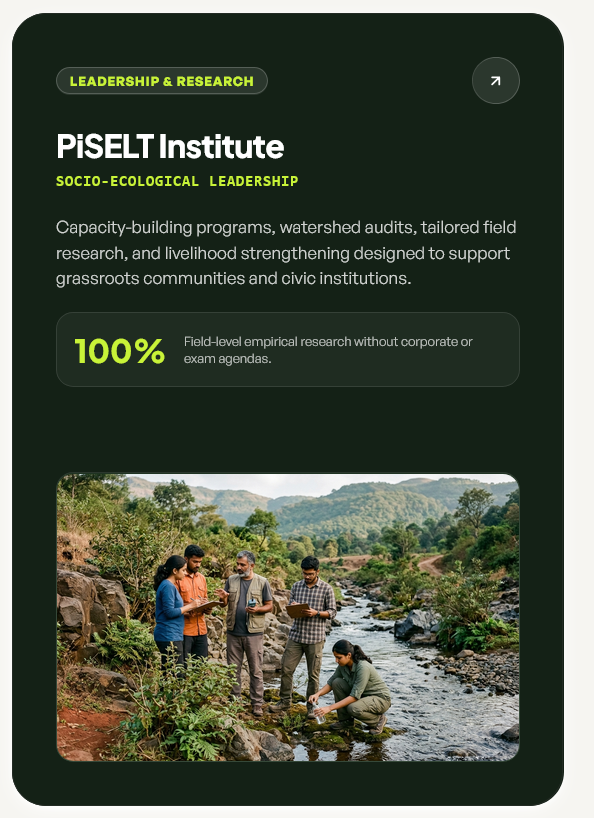 LEADERSHIP & RESEARCH
PiSELT Institute
SOCIO-ECOLOGICAL LEADERSHIP
Capacity-building programs, watershed audits, tailored field
research, and livelihood strengthening designed to support
grassroots communities and civic institutions.
100%
Field-level empirical research without corporate or
exam agendas.